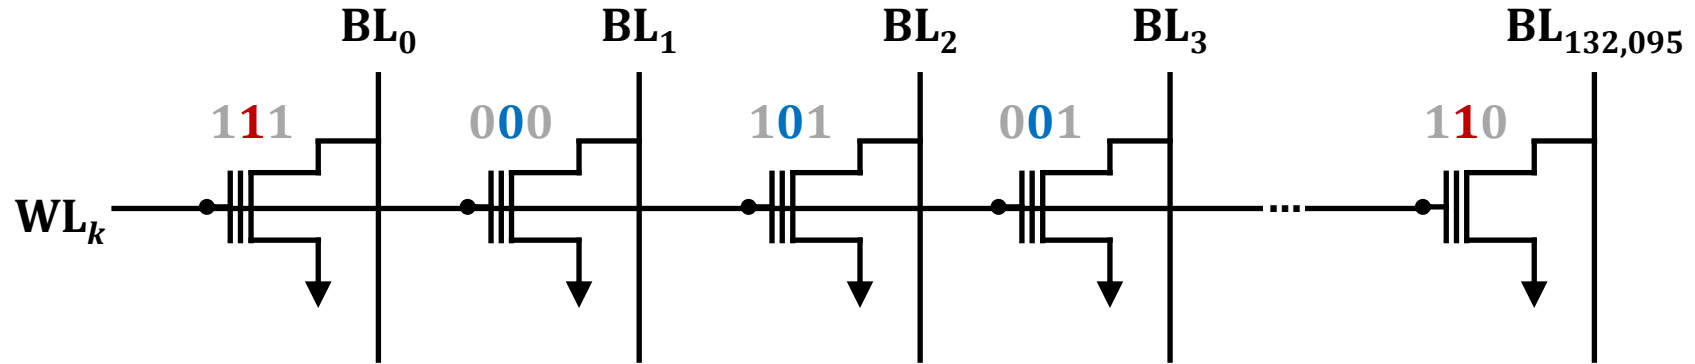 BL₀ BL₁ BL₂ BL₃ BL₁₃₂,₀₉₅
111 000 101 001 110
WLₖ ...